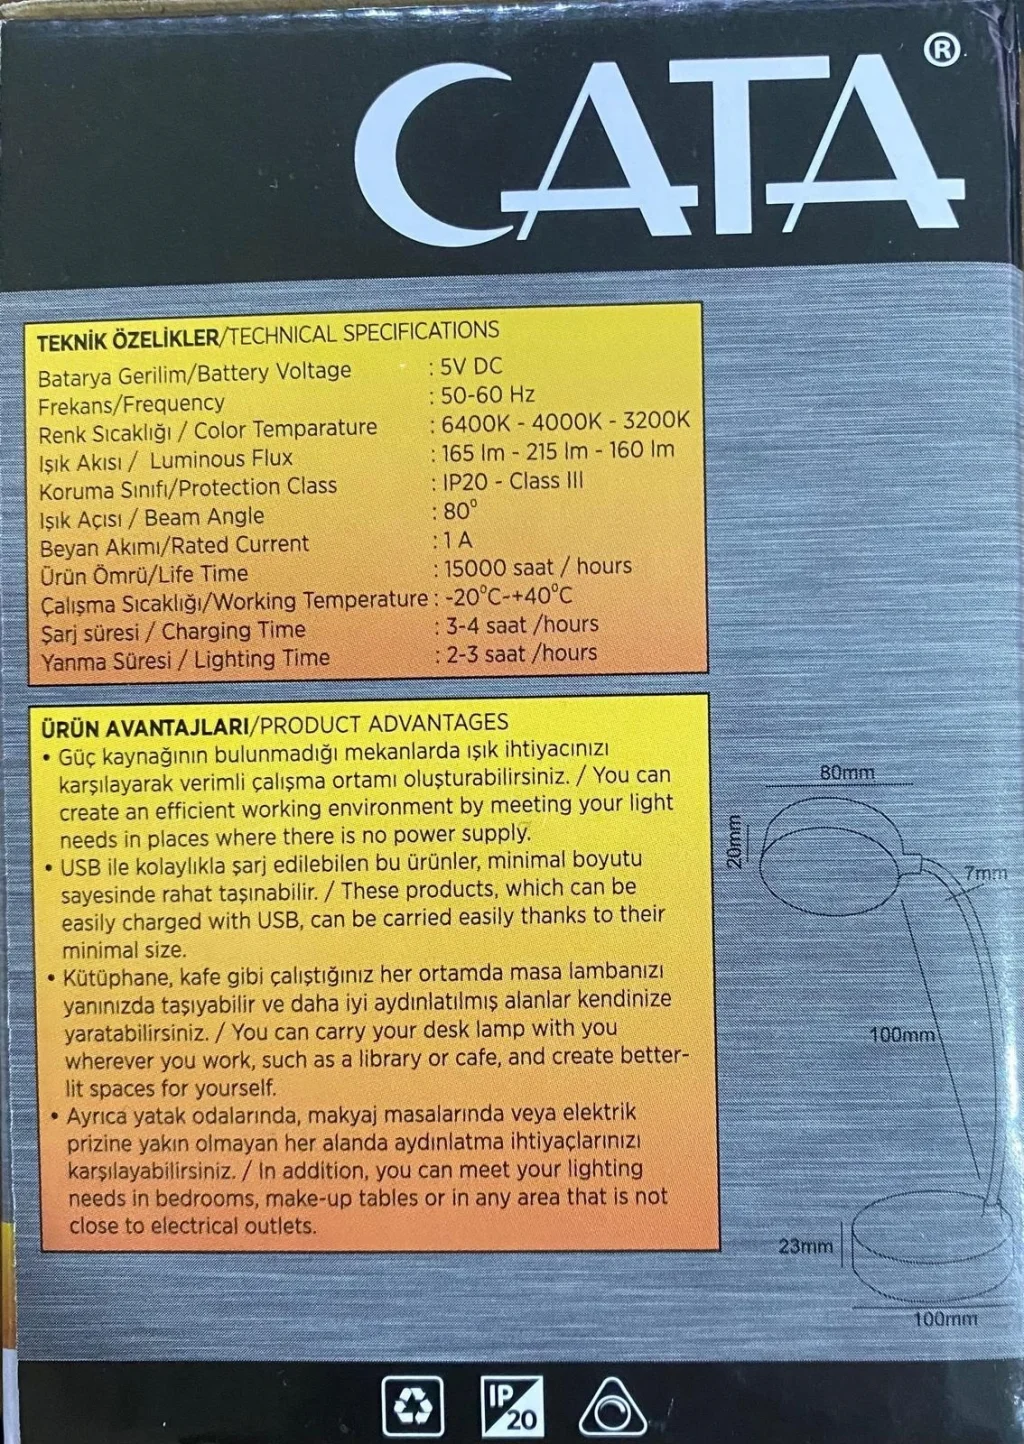 CATA®
TEKNİK ÖZELİKLER/TECHNICAL SPECIFICATIONS
Batarya Gerilim/Battery Voltage : 5V DC
Frekans/Frequency : 50-60 Hz
Renk Sıcaklığı / Color Temparature : 6400K - 4000K - 3200K
Işık Akısı / Luminous Flux : 165 lm - 215 lm - 160 lm
Koruma Sınıfı/Protection Class : IP20 - Class III
Işık Açısı / Beam Angle : 80⁰
Beyan Akımı/Rated Current : 1 A
Ürün Ömrü/Life Time : 15000 saat / hours
Çalışma Sıcaklığı/Working Temperature : -20⁰C-+40⁰C
Şarj süresi / Charging Time : 3-4 saat /hours
Yanma Süresi / Lighting Time : 2-3 saat /hours
ÜRÜN AVANTAJLARI/PRODUCT ADVANTAGES
• Güç kaynağının bulunmadığı mekanlarda ışık ihtiyacınızı
karşılayarak verimli çalışma ortamı oluşturabilirsiniz. / You can
create an efficient working environment by meeting your light
needs in places where there is no power supply.
• USB ile kolaylıkla şarj edilebilen bu ürünler, minimal boyutu
sayesinde rahat taşınabilir. / These products, which can be
easily charged with USB, can be carried easily thanks to their
minimal size.
• Kütüphane, kafe gibi çalıştığınız her ortamda masa lambanızı
yanınızda taşıyabilir ve daha iyi aydınlatılmış alanlar kendinize
yaratabilirsiniz. / You can carry your desk lamp with you
wherever you work, such as a library or cafe, and create better-
lit spaces for yourself.
• Ayrıca yatak odalarında, makyaj masalarında veya elektrik
prizine yakın olmayan her alanda aydınlatma ihtiyaçlarınızı
karşılayabilirsiniz. / In addition, you can meet your lighting
needs in bedrooms, make-up tables or in any area that is not
close to electrical outlets.
80mm
20mm
7mm
100mm
23mm
100mm
IP
20